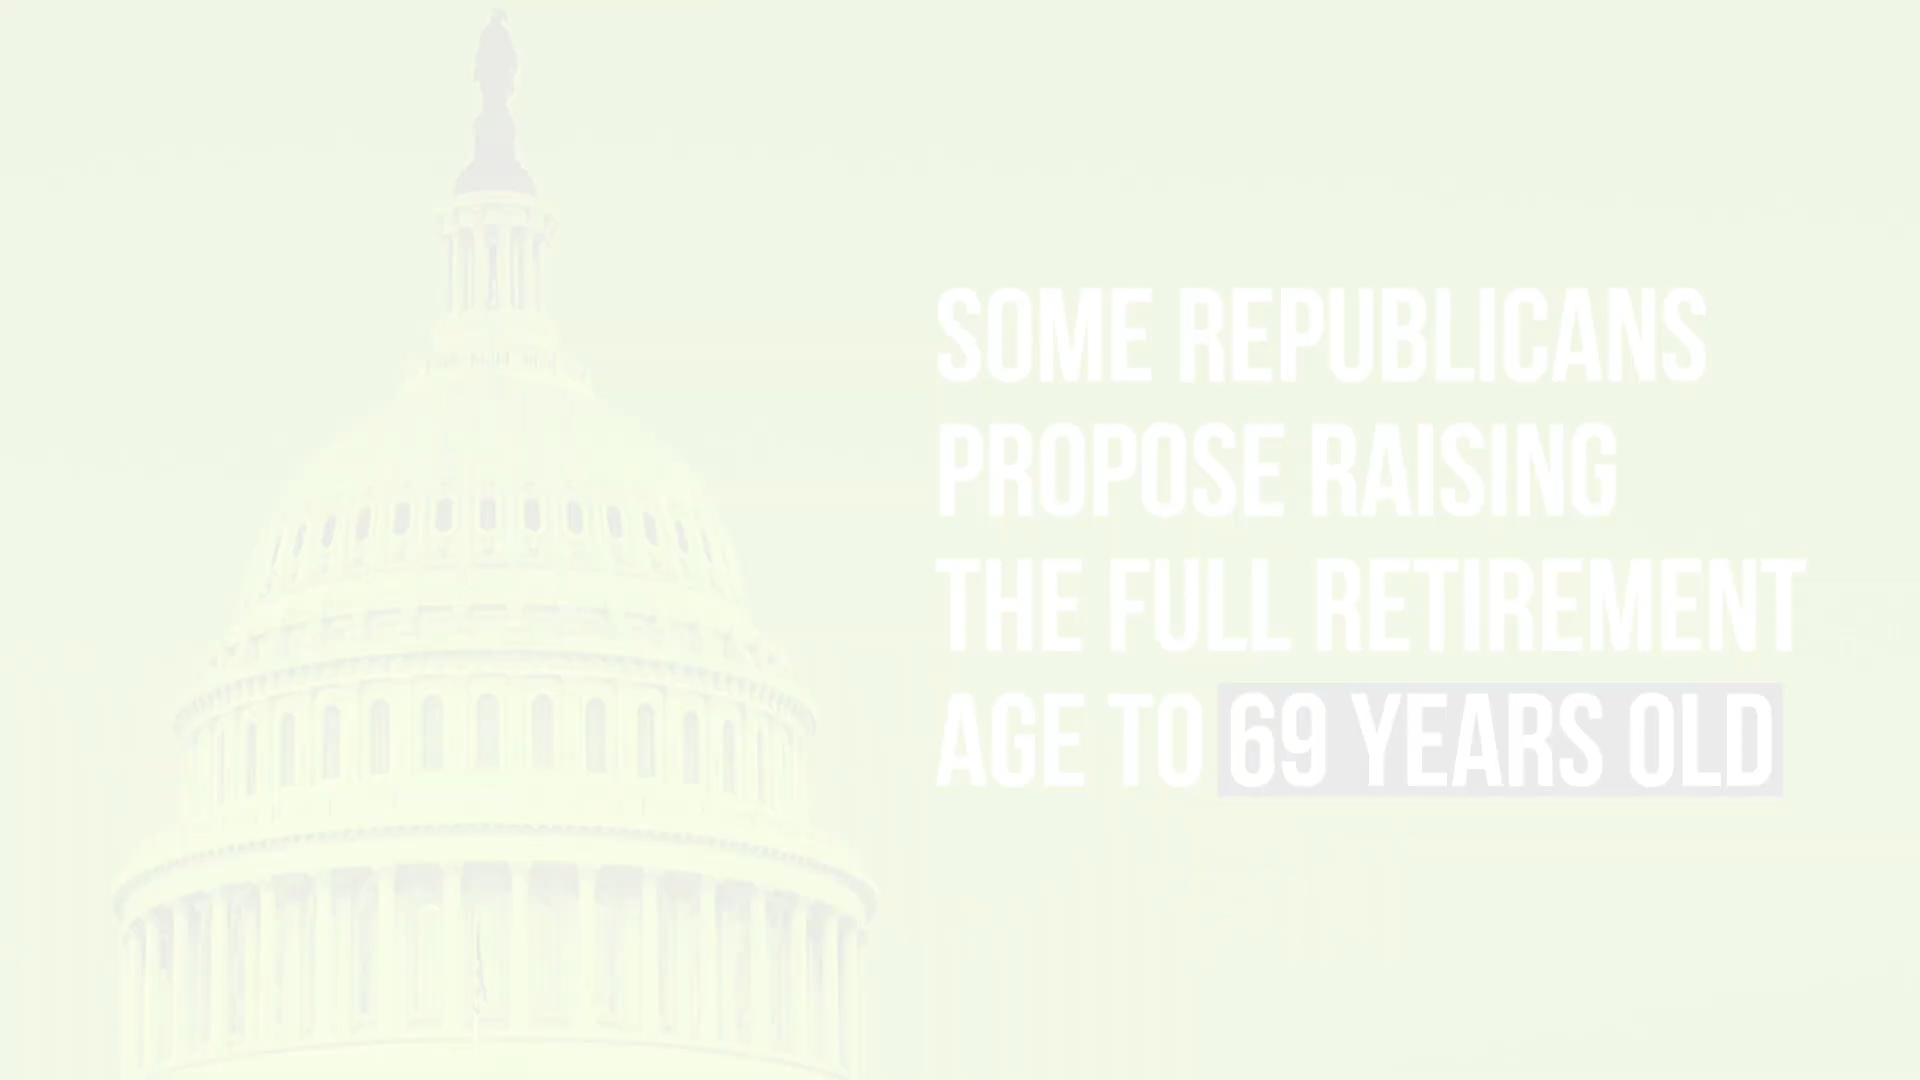 SOME REPUBLICANS
PROPOSE RAISING
THE FULL RETIREMENT
AGE TO 69 YEARS OLD